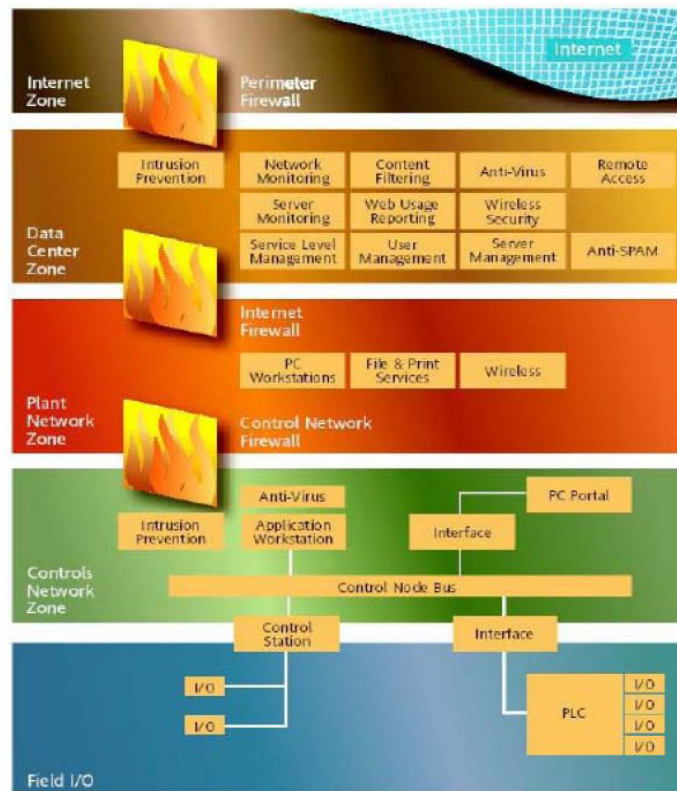 Internet
Internet
Zone
Perimeter
Firewall
Intrusion
Prevention
Network
Monitoring
Content
Filtering
Anti-Virus
Remote
Access
Server
Monitoring
Web Usage
Reporting
Wireless
Security
Data
Center
Zone
Service Level
Management
User
Management
Server
Management
Anti-SPAM
Internet
Firewall
PC
Workstations
File & Print
Services
Wireless
Plant
Network
Zone
Control Network
Firewall
Anti-Virus
PC Portal
Intrusion
Prevention
Application
Workstation
Interface
Controls
Network
Zone
Control Node Bus
Control
Station
Interface
I/O
I/O
PLC
I/O
I/O
I/O
I/O
Field I/O